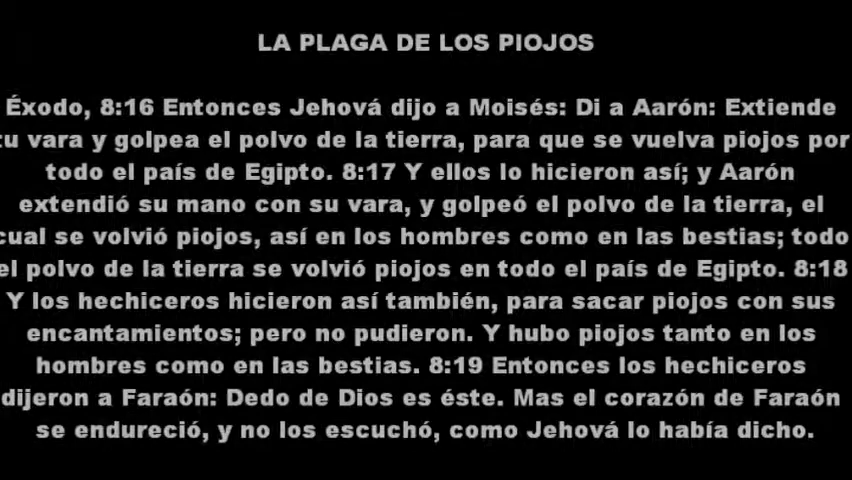 LA PLAGA DE LOS PIOJOS
Éxodo, 8:16 Entonces Jehová dijo a Moisés: Di a Aarón: Extiende
tu vara y golpea el polvo de la tierra, para que se vuelva piojos por
todo el país de Egipto. 8:17 Y ellos lo hicieron así; y Aarón
extendió su mano con su vara, y golpeó el polvo de la tierra, el
cual se volvió piojos, así en los hombres como en las bestias; todo
el polvo de la tierra se volvió piojos en todo el país de Egipto. 8:18
Y los hechiceros hicieron así también, para sacar piojos con sus
encantamientos; pero no pudieron. Y hubo piojos tanto en los
hombres como en las bestias. 8:19 Entonces los hechiceros
dijeron a Faraón: Dedo de Dios es éste. Mas el corazón de Faraón
se endureció, y no los escuchó, como Jehová lo había dicho.